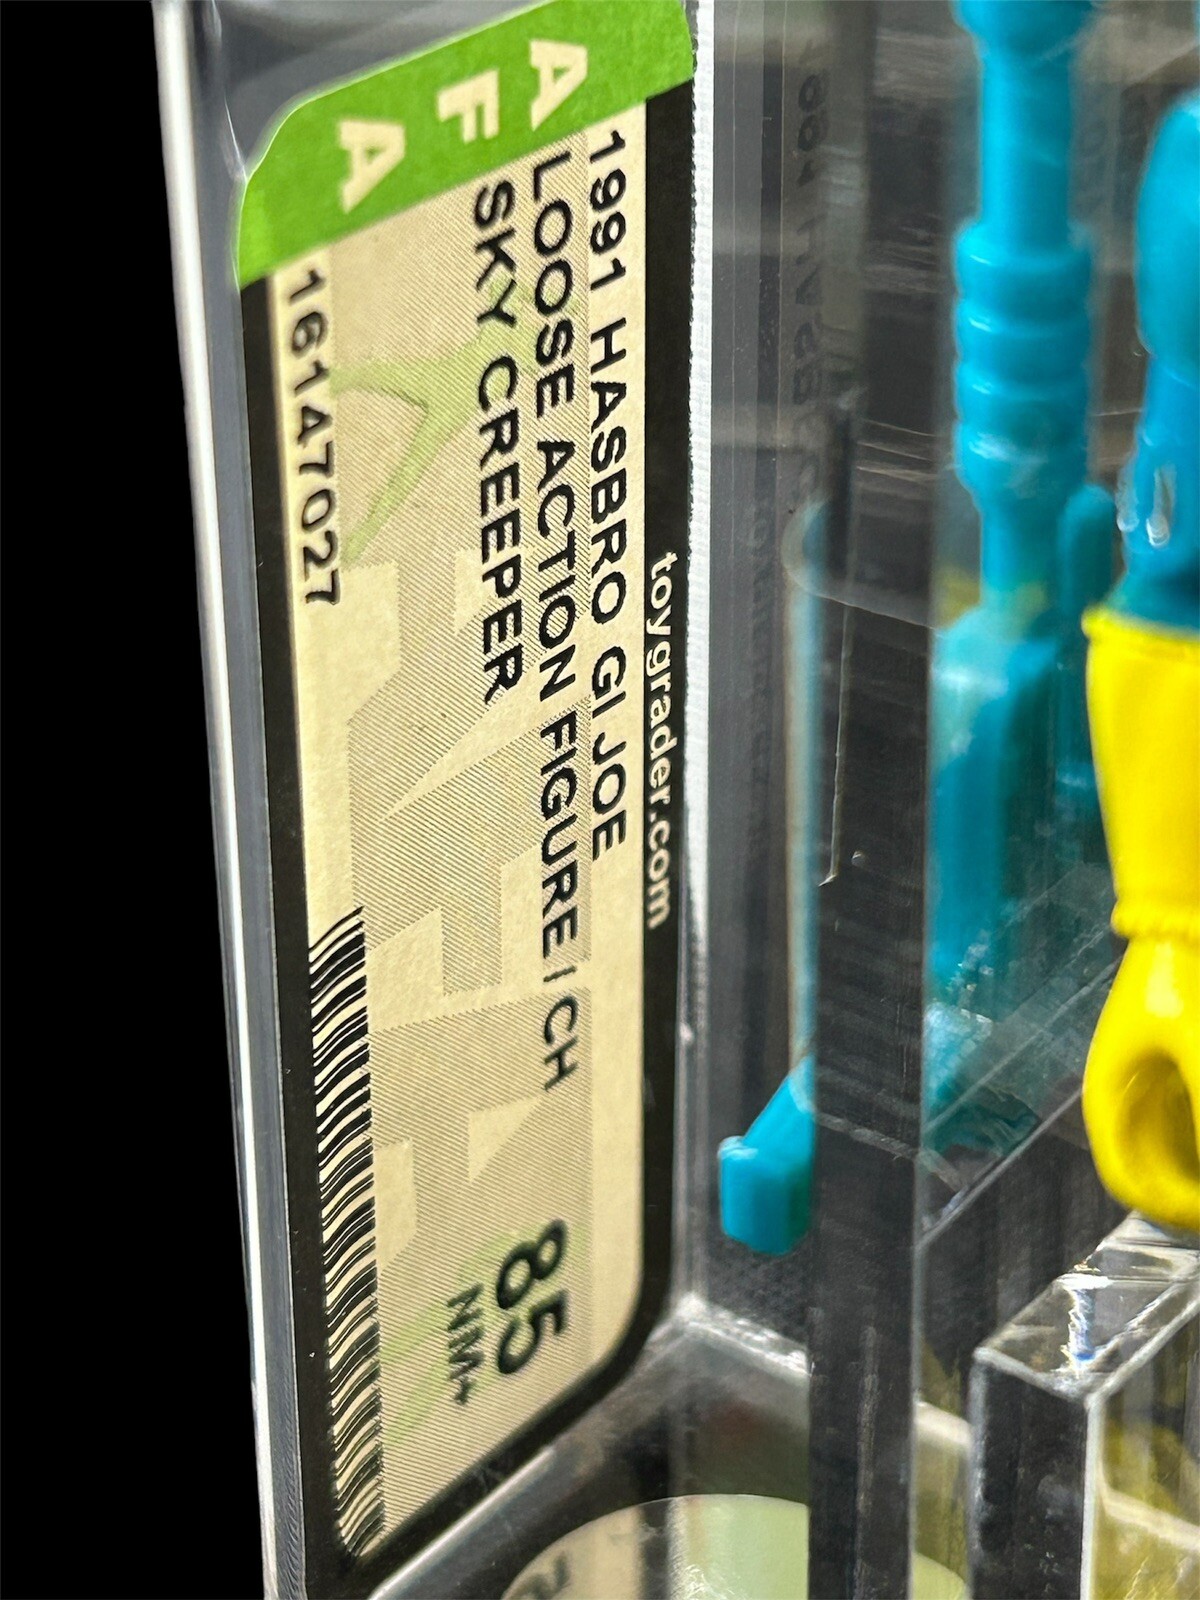 AFA
toygrader.com
1991 HASBRO GI JOE
LOOSE ACTION FIGURE | CH
SKY CREEPER
85
NM+
16147027